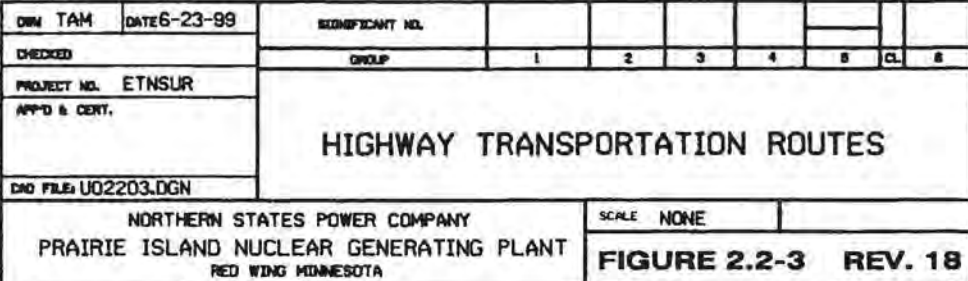 DWN TAM DATE 6-23-99
CHECKED
PROJECT NO. ETNSUR
APP'D & CERT.
CAD FILE: U02203.DGN
SIGNIFICANT NO.
GROUP 1 2 3 4 5 CL 6
HIGHWAY TRANSPORTATION ROUTES
NORTHERN STATES POWER COMPANY
PRAIRIE ISLAND NUCLEAR GENERATING PLANT
RED WING MINNESOTA
SCALE NONE
FIGURE 2.2-3 REV. 18